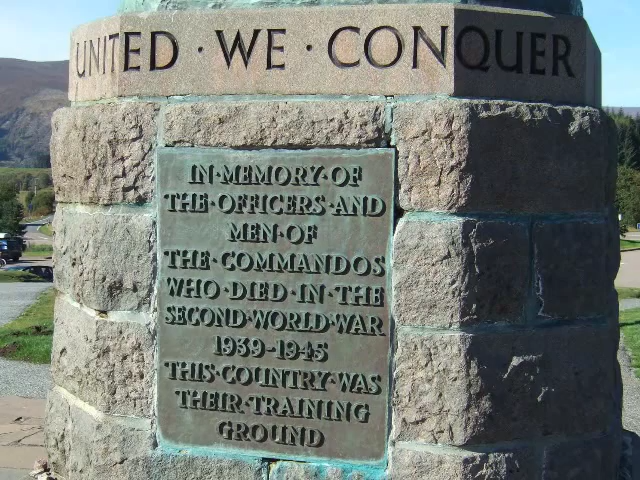 UNITED · WE · CONQUER
IN·MEMORY·OF
THE·OFFICERS·AND
MEN·OF
THE·COMMANDOS
WHO·DIED·IN·THE
SECOND·WORLD·WAR
1939–1945
THIS·COUNTRY·WAS
THEIR·TRAINING
GROUND